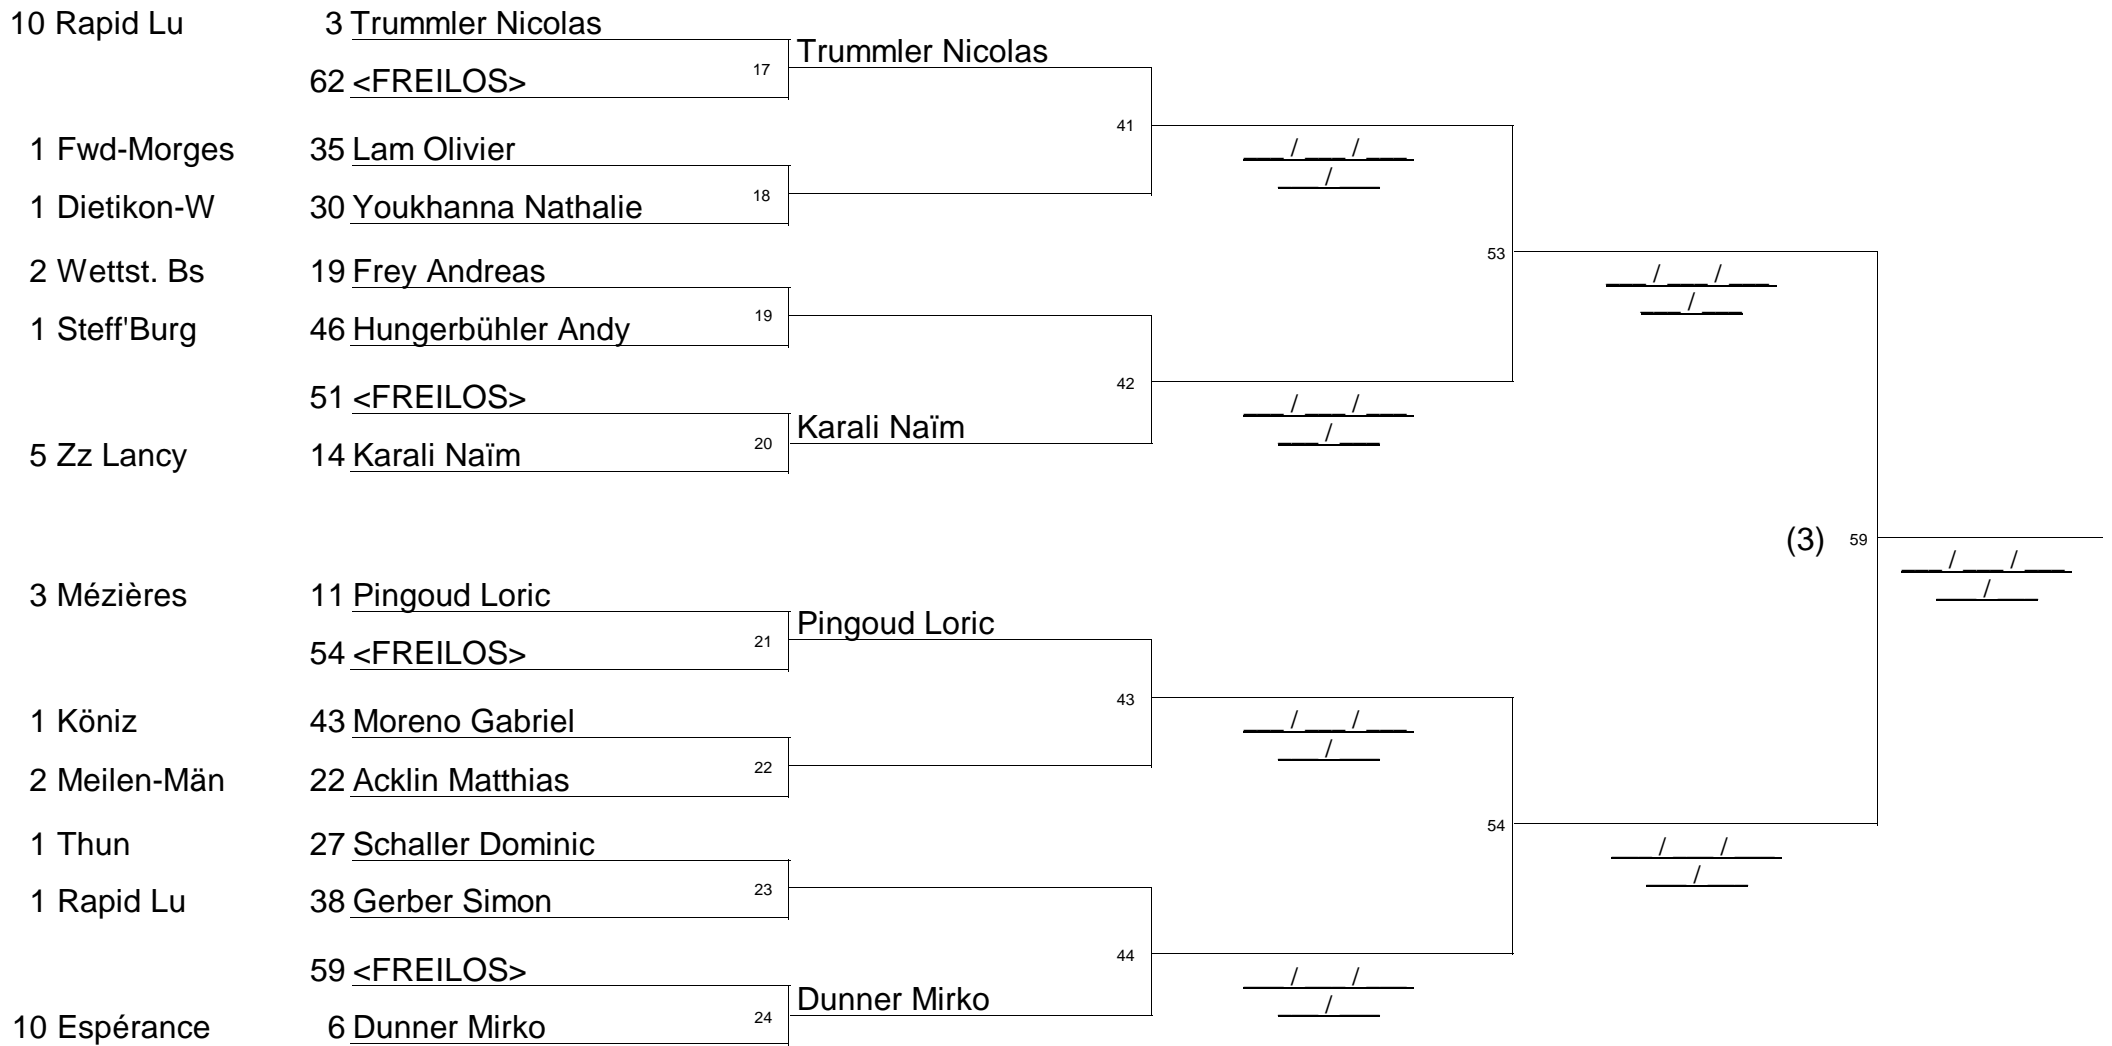 10 Rapid Lu 3 Trummler Nicolas
Trummler Nicolas
17
62 <FREILOS>
41
1 Fwd-Morges 35 Lam Olivier
___ / ___ / ___
___ / ___
18
1 Dietikon-W 30 Youkhanna Nathalie
53
2 Wettst. Bs 19 Frey Andreas
___ / ___ / ___
___ / ___
19
1 Steff'Burg 46 Hungerbühler Andy
42
51 <FREILOS>
___ / ___ / ___
___ / ___
Karali Naïm
20
5 Zz Lancy 14 Karali Naïm
(3) 59
___ / ___ / ___
___ / ___
3 Mézières 11 Pingoud Loric
Pingoud Loric
21
54 <FREILOS>
43
1 Köniz 43 Moreno Gabriel
___ / ___ / ___
___ / ___
22
2 Meilen-Män 22 Acklin Matthias
54
1 Thun 27 Schaller Dominic
___ / ___ / ___
___ / ___
23
1 Rapid Lu 38 Gerber Simon
44
59 <FREILOS>
___ / ___ / ___
___ / ___
Dunner Mirko
24
10 Espérance 6 Dunner Mirko